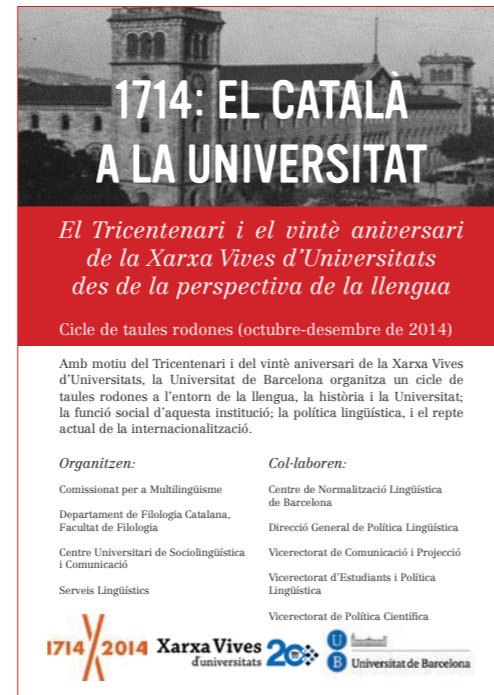 1714: EL CATALÀ
A LA UNIVERSITAT
El Tricentenari i el vintè aniversari
de la Xarxa Vives d'Universitats
des de la perspectiva de la llengua
Cicle de taules rodones (octubre-desembre de 2014)
Amb motiu del Tricentenari i del vintè aniversari de la Xarxa Vives
d'Universitats, la Universitat de Barcelona organitza un cicle de
taules rodones a l'entorn de la llengua, la història i la Universitat;
la funció social d'aquesta institució; la política lingüística, i el repte
actual de la internacionalització.
Organitzen:
Comissionat per a Multilingüisme
Departament de Filologia Catalana,
Facultat de Filologia
Centre Universitari de Sociolingüística
i Comunicació
Serveis Lingüístics
Col·laboren:
Centre de Normalització Lingüística
de Barcelona
Direcció General de Política Lingüística
Vicerectorat de Comunicació i Projecció
Vicerectorat d'Estudiants i Política
Lingüística
Vicerectorat de Política Científica
1714 2014
Xarxa Vives
d'universitats
20
U
B
Universitat de Barcelona